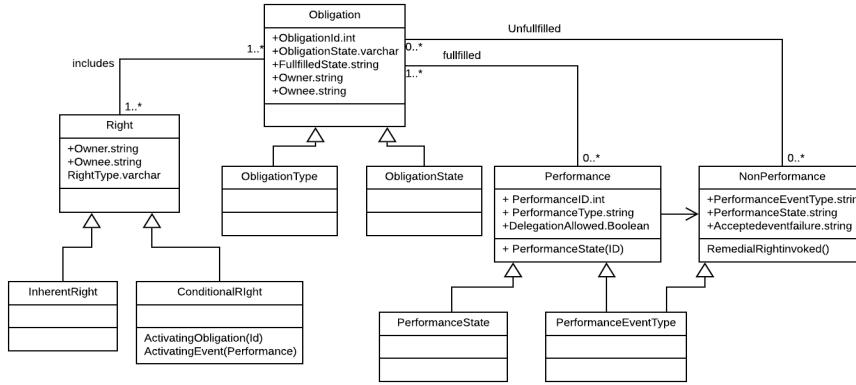 Obligation
+ObligationId.int
+ObligationState.varchar
+FullfilledState.string
+Owner.string
+Ownee.string
Unfullfilled
0..*
fullfilled
1..*
1..*
includes
1..*
Right
+Owner.string
+Ownee.string
RightType.varchar
ObligationType
ObligationState
0..*
Performance
+ PerformanceID.int
+ PerformanceType.string
+DelegationAllowed.Boolean
+ PerformanceState(ID)
0..*
NonPerformance
+PerformanceEventType.strin
+PerformanceState.string
+Acceptedeventfailure.string
RemedialRightinvoked()
InherentRight
ConditionalRIght
ActivatingObligation(Id)
ActivatingEvent(Performance)
PerformanceState
PerformanceEventType